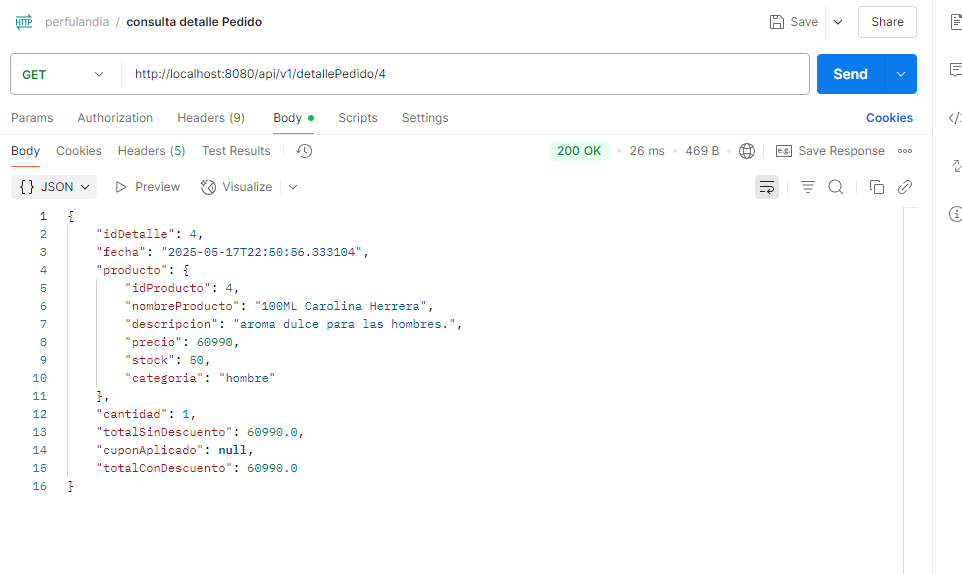 HTTP perfulandia / consulta detalle Pedido Save Share
GET http://localhost:8080/api/v1/detallePedido/4 Send
Params Authorization Headers (9) Body Scripts Settings Cookies
Body Cookies Headers (5) Test Results 200 OK 26 ms 469 B e.g. Save Response
{} JSON Preview Visualize
1 {
2 "idDetalle": 4,
3 "fecha": "2025-05-17T22:50:56.333104",
4 "producto": {
5 "idProducto": 4,
6 "nombreProducto": "100ML Carolina Herrera",
7 "descripcion": "aroma dulce para las hombres.",
8 "precio": 60990,
9 "stock": 50,
10 "categoria": "hombre"
11 },
12 "cantidad": 1,
13 "totalSinDescuento": 60990.0,
14 "cuponAplicado": null,
15 "totalConDescuento": 60990.0
16 }